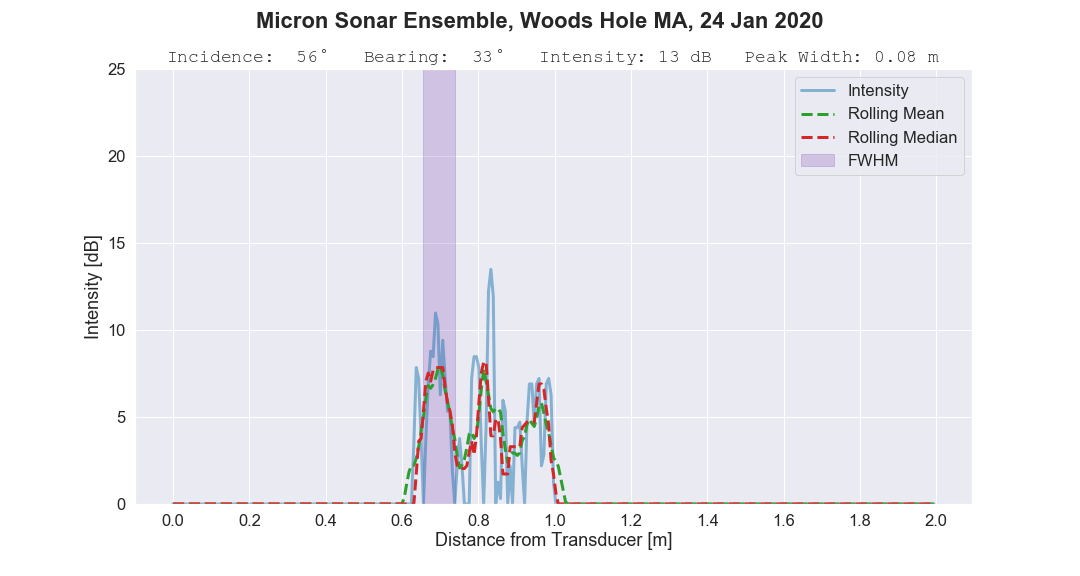 Micron Sonar Ensemble, Woods Hole MA, 24 Jan 2020
Incidence: 56° Bearing: 33° Intensity: 13 dB Peak Width: 0.08 m
Intensity
Rolling Mean
Rolling Median
FWHM
25
20
15
10
5
0
Intensity [dB]
0.0 0.2 0.4 0.6 0.8 1.0 1.2 1.4 1.6 1.8 2.0
Distance from Transducer [m]